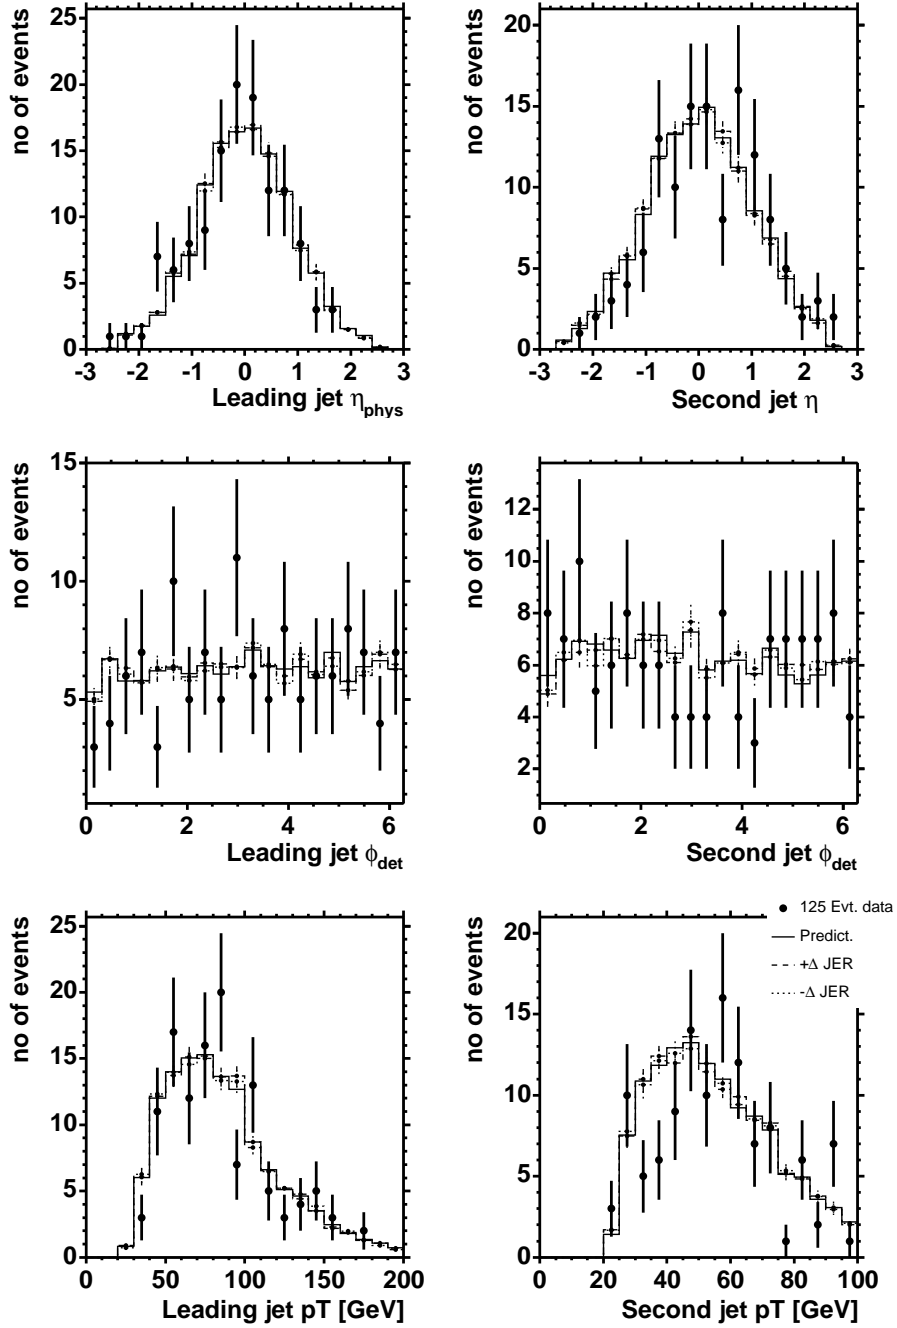 no of events
25
20
15
10
5
0
-3 -2 -1 0 1 2 3
Leading jet ηphys
no of events
20
15
10
5
0
-3 -2 -1 0 1 2 3
Second jet η
no of events
15
10
5
0 2 4 6
Leading jet ϕdet
no of events
12
10
8
6
4
2
0 2 4 6
Second jet ϕdet
no of events
25
20
15
10
5
0
0 50 100 150 200
Leading jet pT [GeV]
no of events
20
15
10
5
0
0 20 40 60 80 100
Second jet pT [GeV]
125 Evt. data
Predict.
+Δ JER
-Δ JER